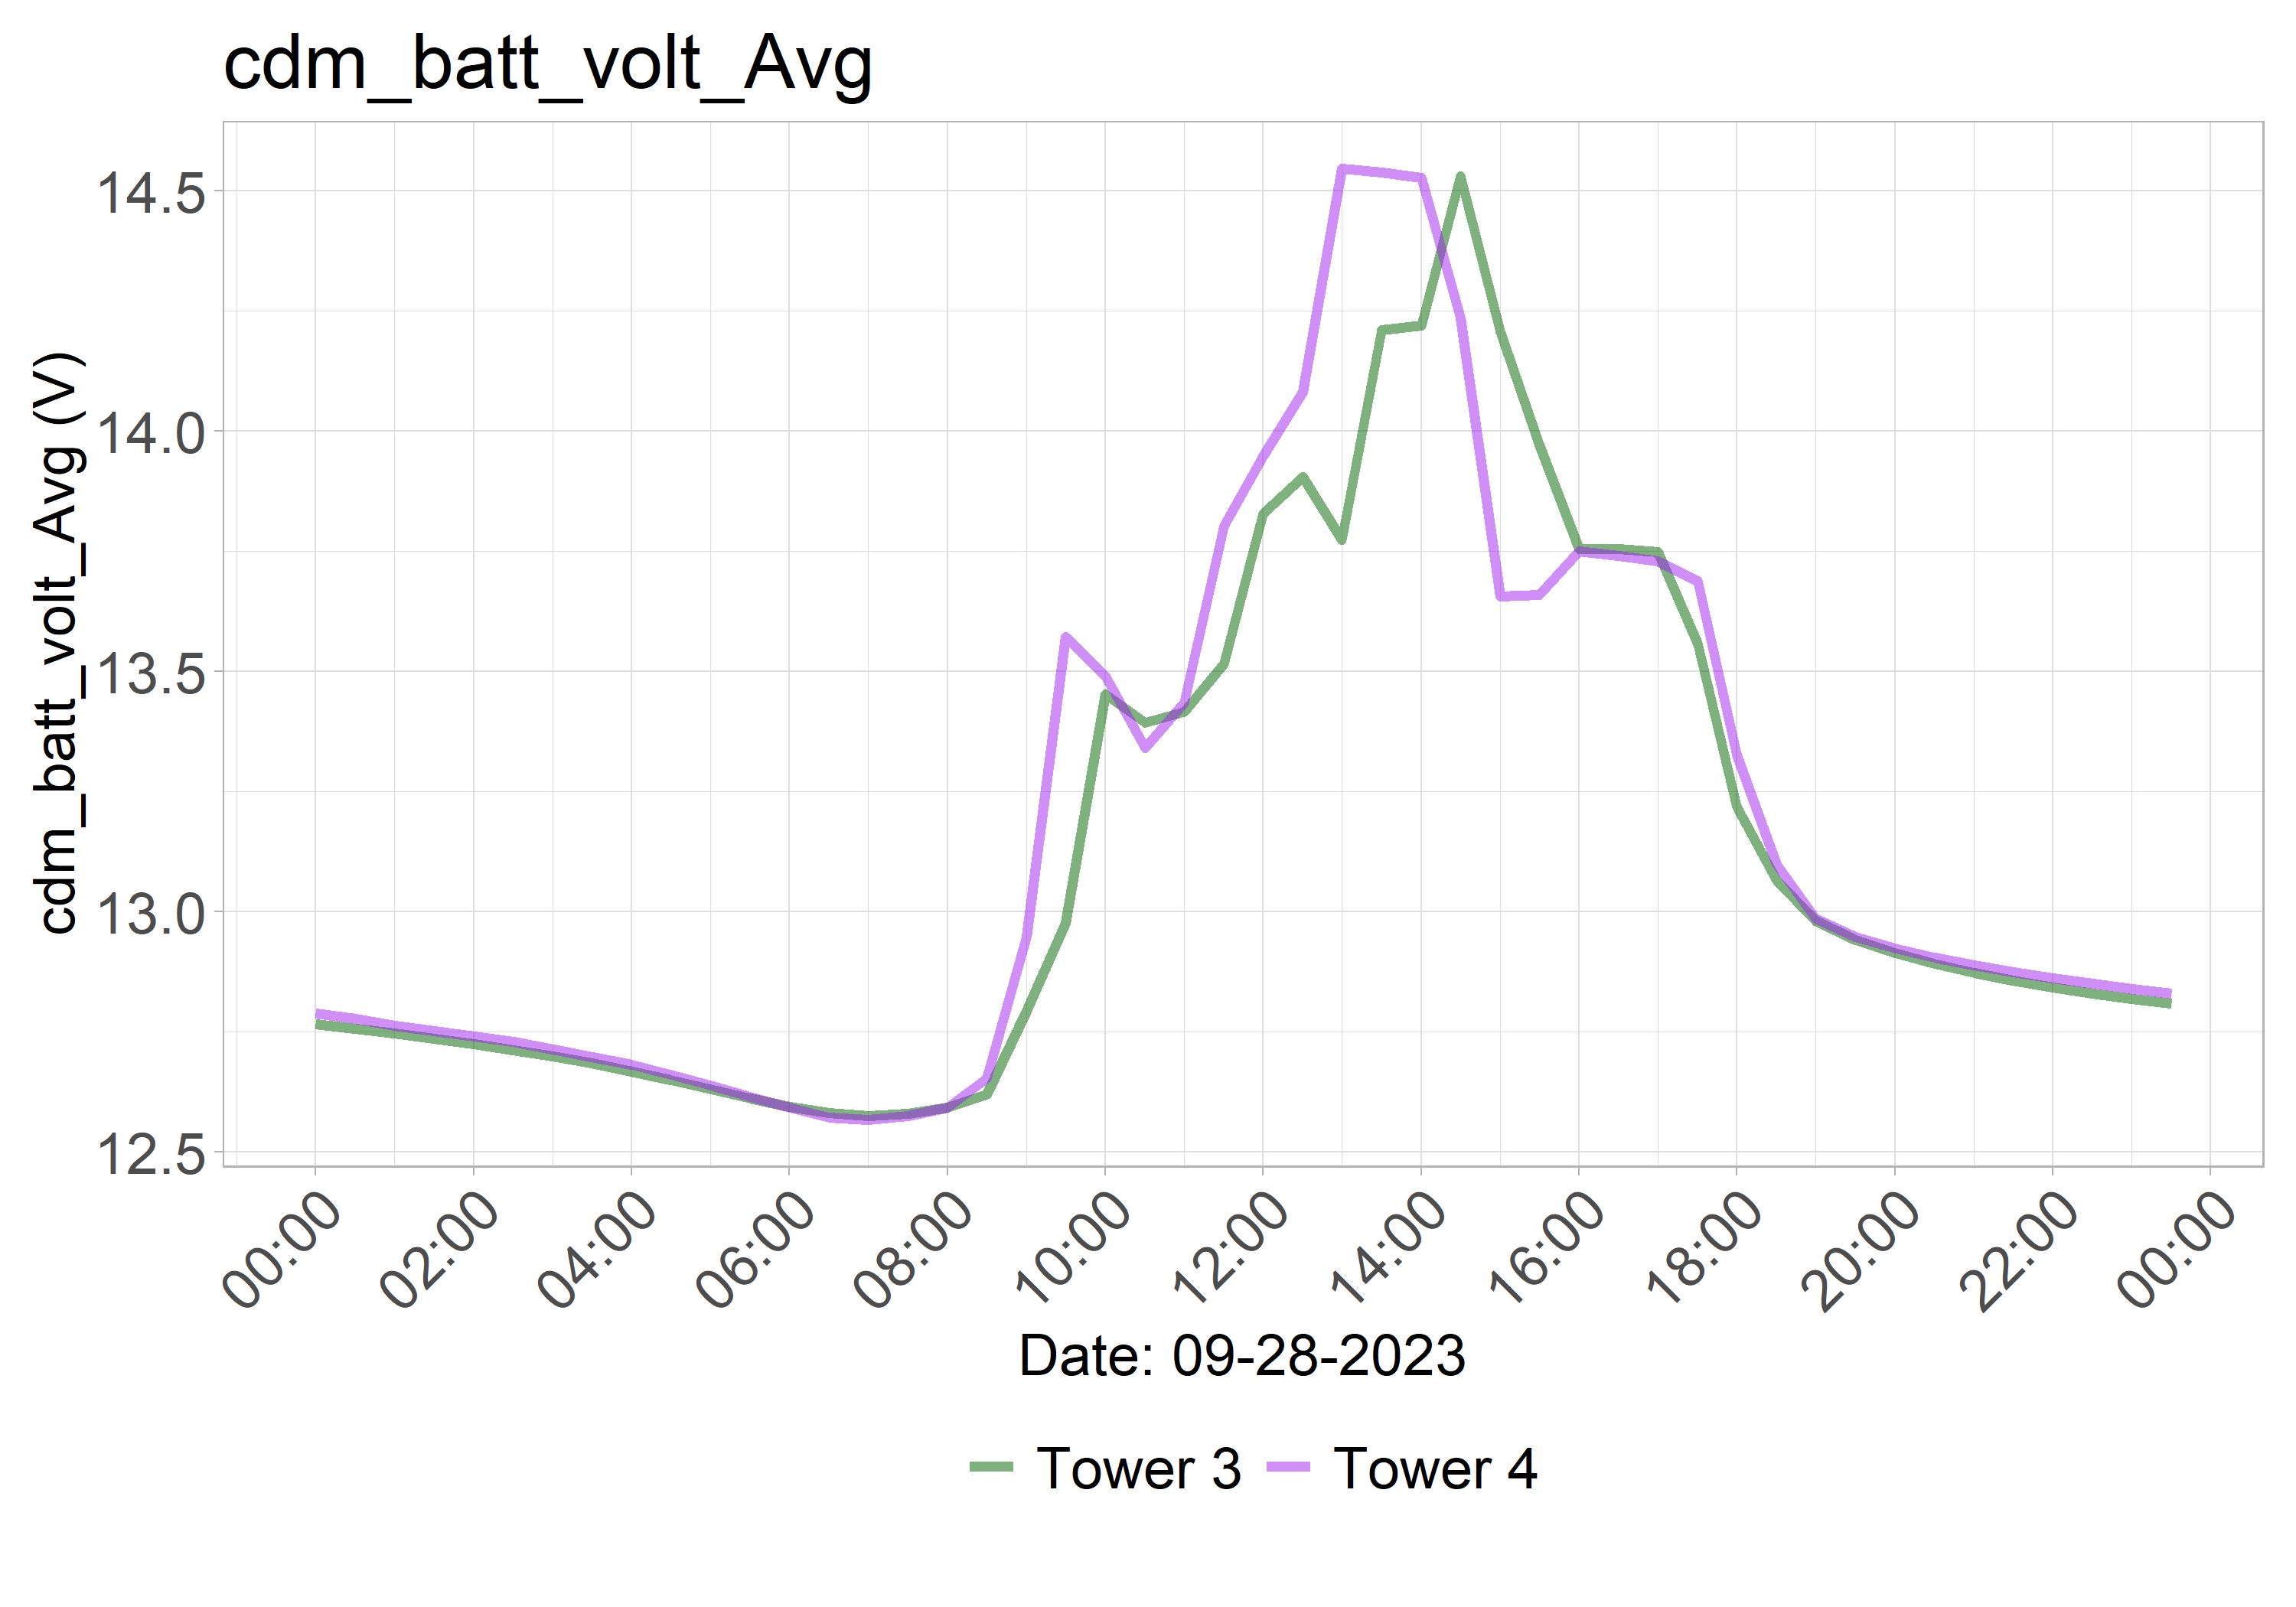 cdm_batt_volt_Avg
cdm_batt_volt_Avg (V)
14.5
14.0
13.5
13.0
12.5
00:00 02:00 04:00 06:00 08:00 10:00 12:00 14:00 16:00 18:00 20:00 22:00 00:00
Date: 09-28-2023
Tower 3 Tower 4